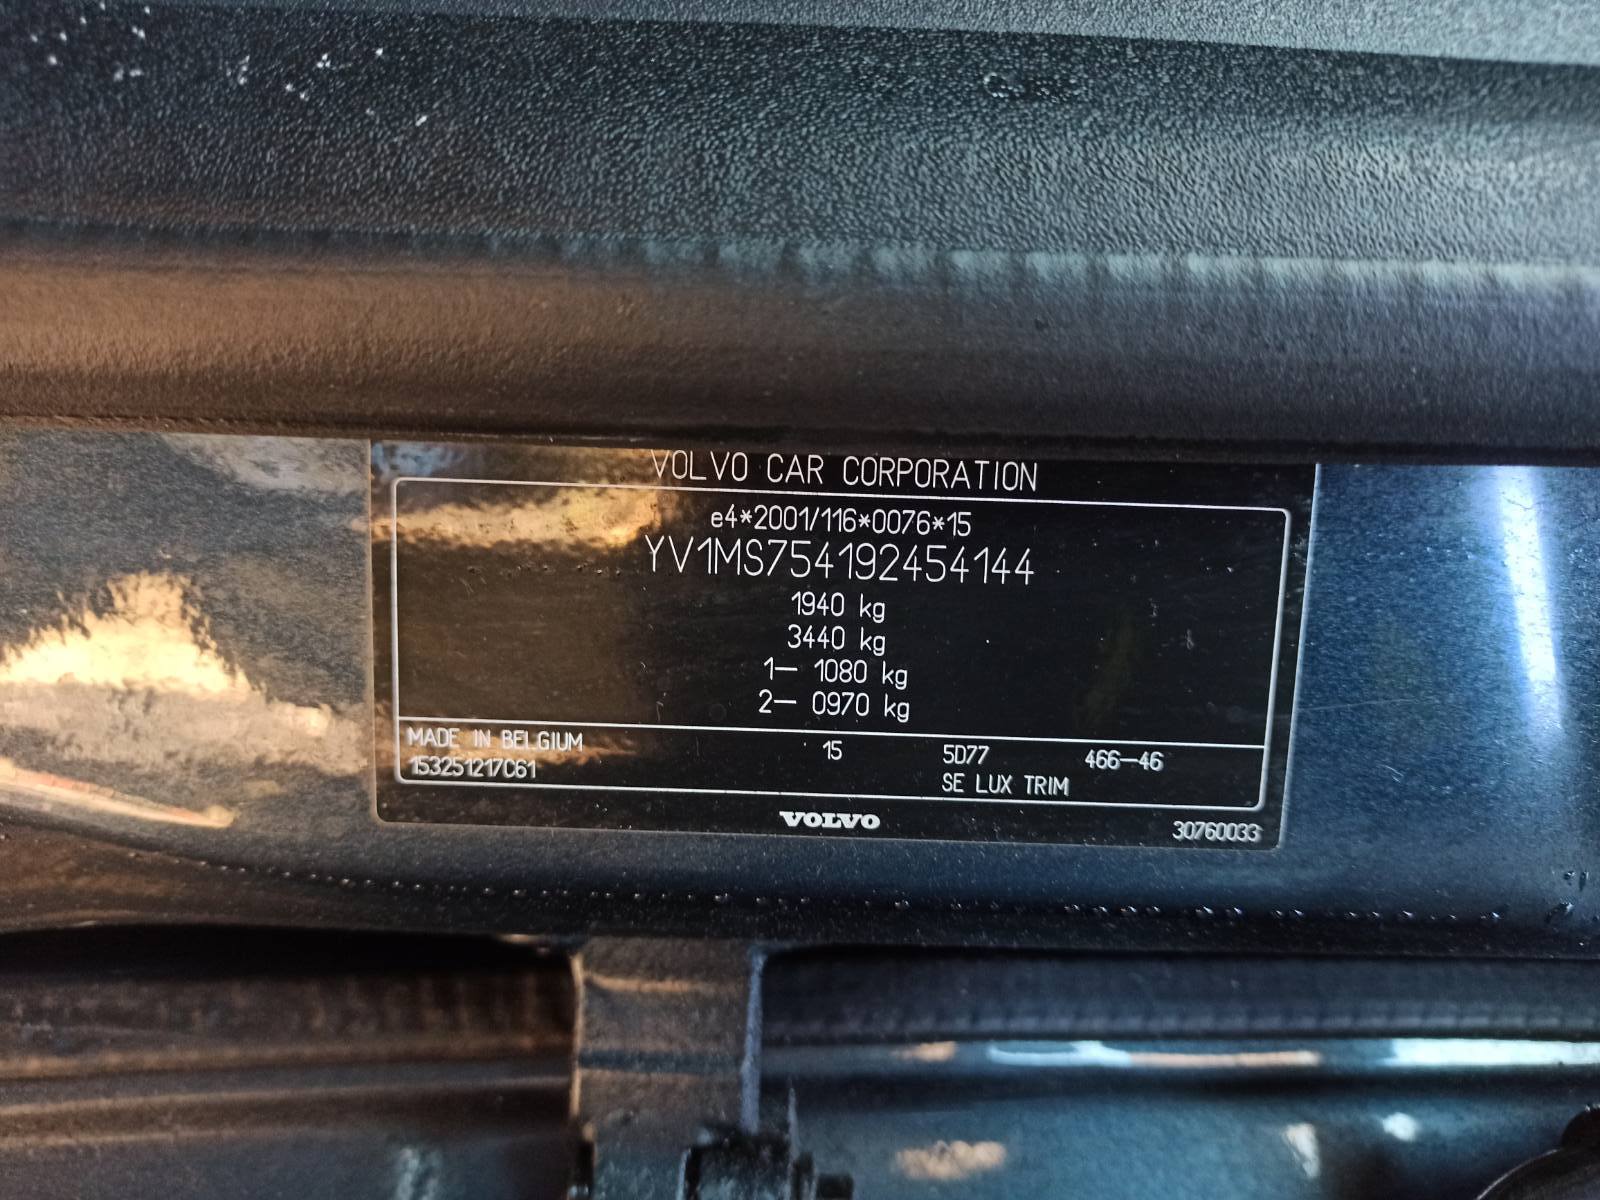 VOLVO CAR CORPORATION
e4*2001/116*0076*15
YV1MS754192454144
1940 kg
3440 kg
1– 1080 kg
2– 0970 kg
MADE IN BELGIUM 15 5D77 466–46
153251217C61 SE LUX TRIM
VOLVO
30760033